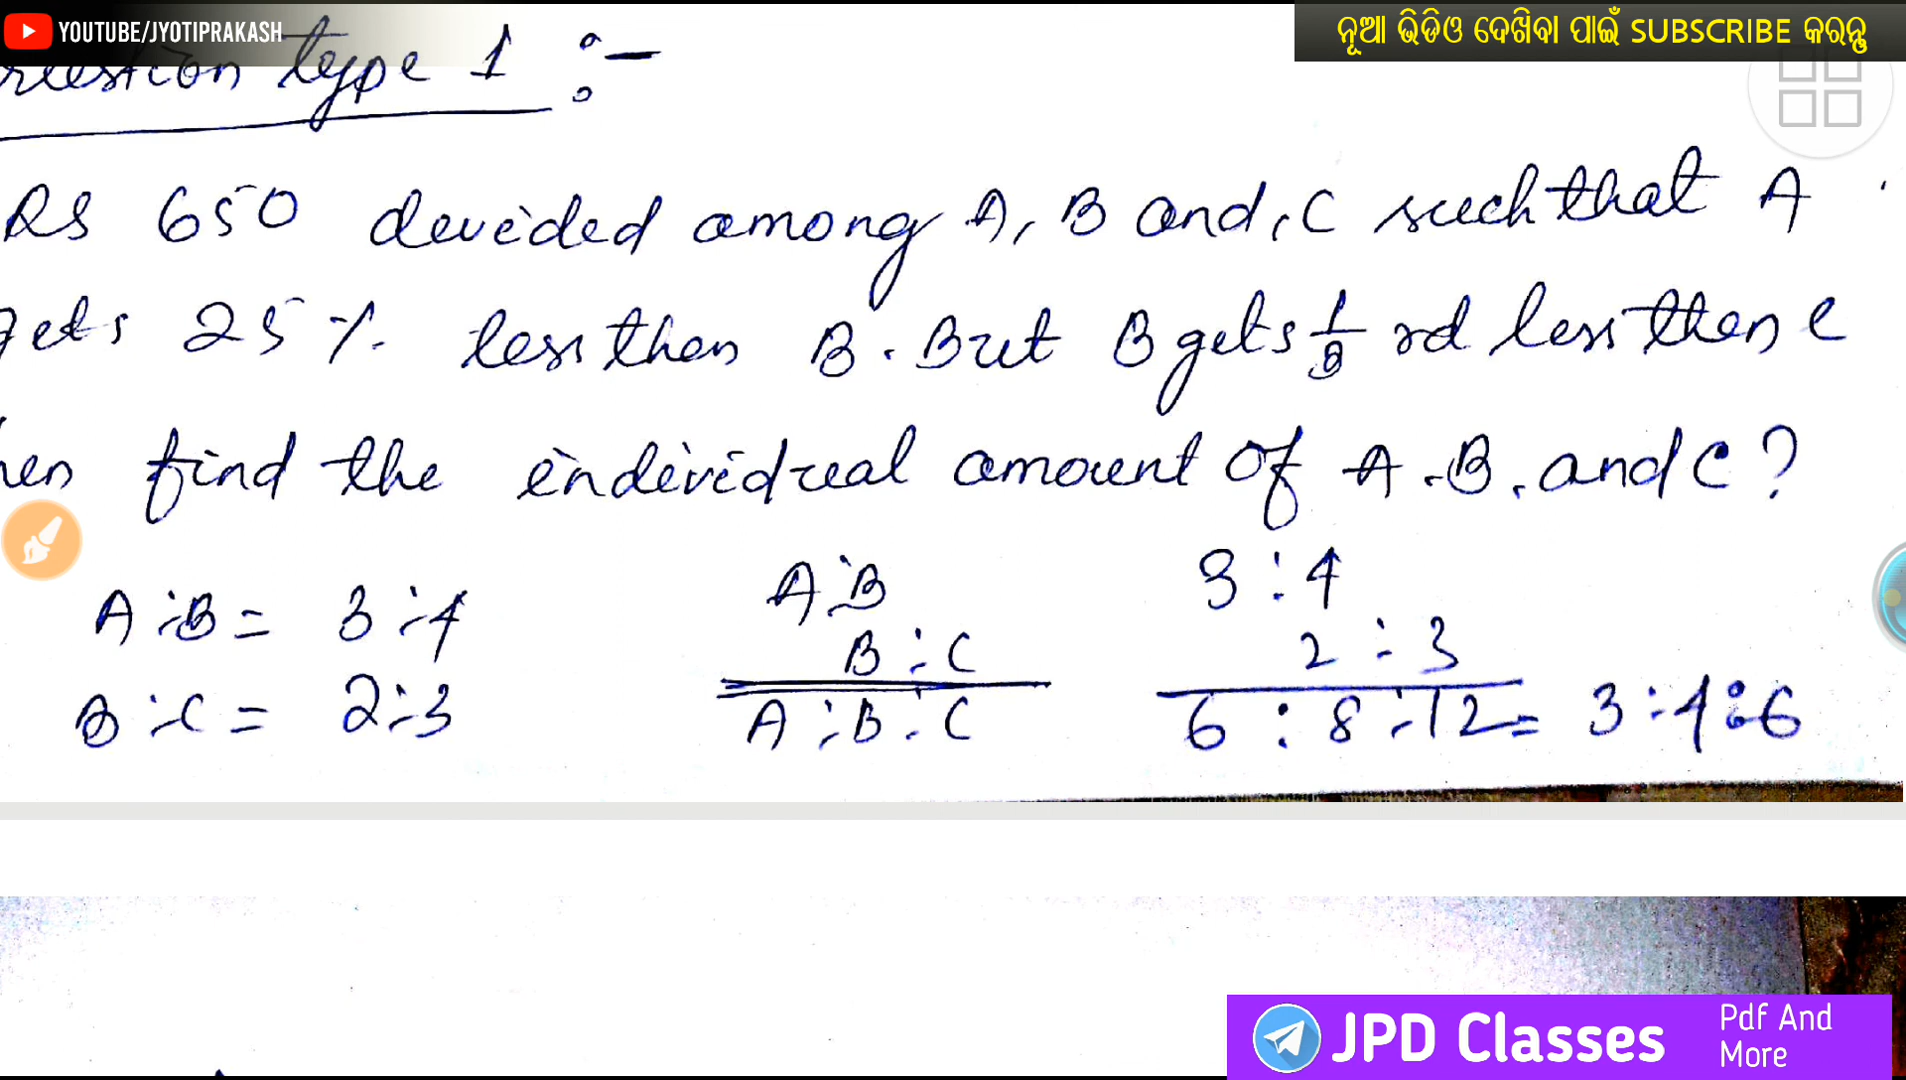 YOUTUBE/JYOTIPRAKASH
ନୂଆ ଭିଡିଓ ଦେଖିବା ପାଇଁ SUBSCRIBE କରନ୍ତୁ
type 1 :-
RS 650 devided among A, B and, C such that A
gets 25 %. less then B. But B gets 1/3 rd less then C
find the endividual amount of A.B. and C?
A:B = 3:4
B:C = 2:3
A:B
B:C
A:B:C
3:4
2:3
6:8:12 = 3:4:6
JPD Classes
Pdf And
More